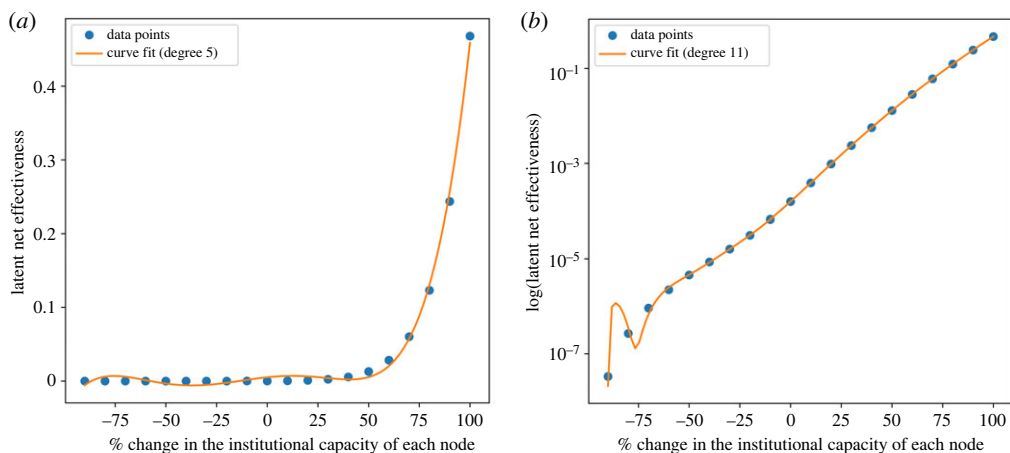 (a)
data points
curve fit (degree 5)
latent net effectiveness
0.4
0.3
0.2
0.1
0
−75 −50 −25 0 25 50 75 100
% change in the institutional capacity of each node
(b)
data points
curve fit (degree 11)
log(latent net effectiveness)
10−1
10−3
10−5
10−7
−75 −50 −25 0 25 50 75 100
% change in the institutional capacity of each node